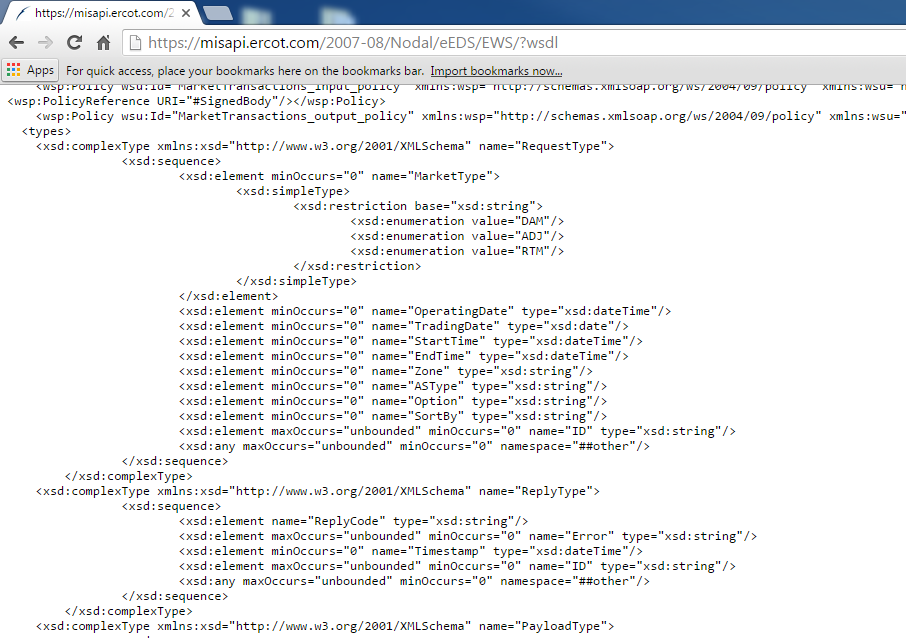 https://misapi.ercot.com/2
https://misapi.ercot.com/2007-08/Nodal/eEDS/EWS/?wsdl
Apps For quick access, place your bookmarks here on the bookmarks bar. Import bookmarks now...
<wsp:Policy wsu:Id="MarketTransactions_input_policy" xmlns:wsp="http://schemas.xmlsoap.org/ws/2004/09/policy" xmlns:wsu="h
<wsp:PolicyReference URI="#SignedBody"/></wsp:Policy>
<wsp:Policy wsu:Id="MarketTransactions_output_policy" xmlns:wsp="http://schemas.xmlsoap.org/ws/2004/09/policy" xmlns:wsu="
<types>
<xsd:complexType xmlns:xsd="http://www.w3.org/2001/XMLSchema" name="RequestType">
<xsd:sequence>
<xsd:element minOccurs="0" name="MarketType">
<xsd:simpleType>
<xsd:restriction base="xsd:string">
<xsd:enumeration value="DAM"/>
<xsd:enumeration value="ADJ"/>
<xsd:enumeration value="RTM"/>
</xsd:restriction>
</xsd:simpleType>
</xsd:element>
<xsd:element minOccurs="0" name="OperatingDate" type="xsd:dateTime"/>
<xsd:element minOccurs="0" name="TradingDate" type="xsd:date"/>
<xsd:element minOccurs="0" name="StartTime" type="xsd:dateTime"/>
<xsd:element minOccurs="0" name="EndTime" type="xsd:dateTime"/>
<xsd:element minOccurs="0" name="Zone" type="xsd:string"/>
<xsd:element minOccurs="0" name="ASType" type="xsd:string"/>
<xsd:element minOccurs="0" name="Option" type="xsd:string"/>
<xsd:element minOccurs="0" name="SortBy" type="xsd:string"/>
<xsd:element maxOccurs="unbounded" minOccurs="0" name="ID" type="xsd:string"/>
<xsd:any maxOccurs="unbounded" minOccurs="0" namespace="##other"/>
</xsd:sequence>
</xsd:complexType>
<xsd:complexType xmlns:xsd="http://www.w3.org/2001/XMLSchema" name="ReplyType">
<xsd:sequence>
<xsd:element name="ReplyCode" type="xsd:string"/>
<xsd:element maxOccurs="unbounded" minOccurs="0" name="Error" type="xsd:string"/>
<xsd:element minOccurs="0" name="Timestamp" type="xsd:dateTime"/>
<xsd:element maxOccurs="unbounded" minOccurs="0" name="ID" type="xsd:string"/>
<xsd:any maxOccurs="unbounded" minOccurs="0" namespace="##other"/>
</xsd:sequence>
</xsd:complexType>
<xsd:complexType xmlns:xsd="http://www.w3.org/2001/XMLSchema" name="PayloadType">